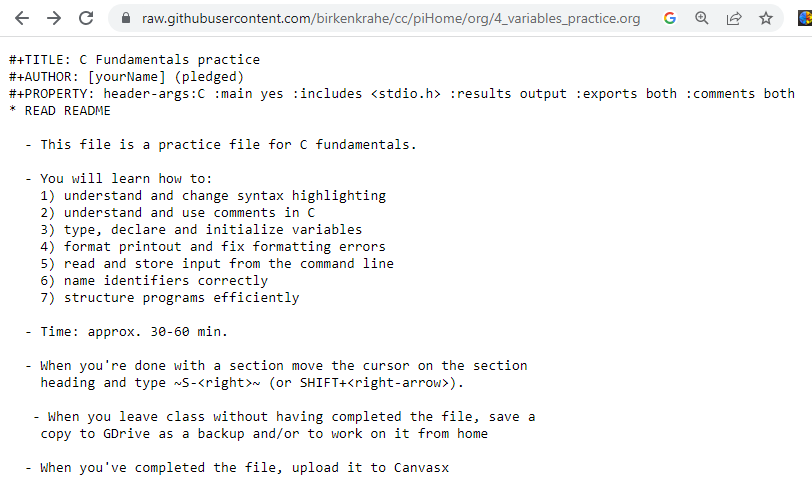 raw.githubusercontent.com/birkenkrahe/cc/piHome/org/4_variables_practice.org
#+TITLE: C Fundamentals practice
#+AUTHOR: [yourName] (pledged)
#+PROPERTY: header-args:C :main yes :includes <stdio.h> :results output :exports both :comments both
* READ README
- This file is a practice file for C fundamentals.
- You will learn how to:
1) understand and change syntax highlighting
2) understand and use comments in C
3) type, declare and initialize variables
4) format printout and fix formatting errors
5) read and store input from the command line
6) name identifiers correctly
7) structure programs efficiently
- Time: approx. 30-60 min.
- When you're done with a section move the cursor on the section
heading and type ~S-<right>~ (or SHIFT+<right-arrow>).
- When you leave class without having completed the file, save a
copy to GDrive as a backup and/or to work on it from home
- When you've completed the file, upload it to Canvasx